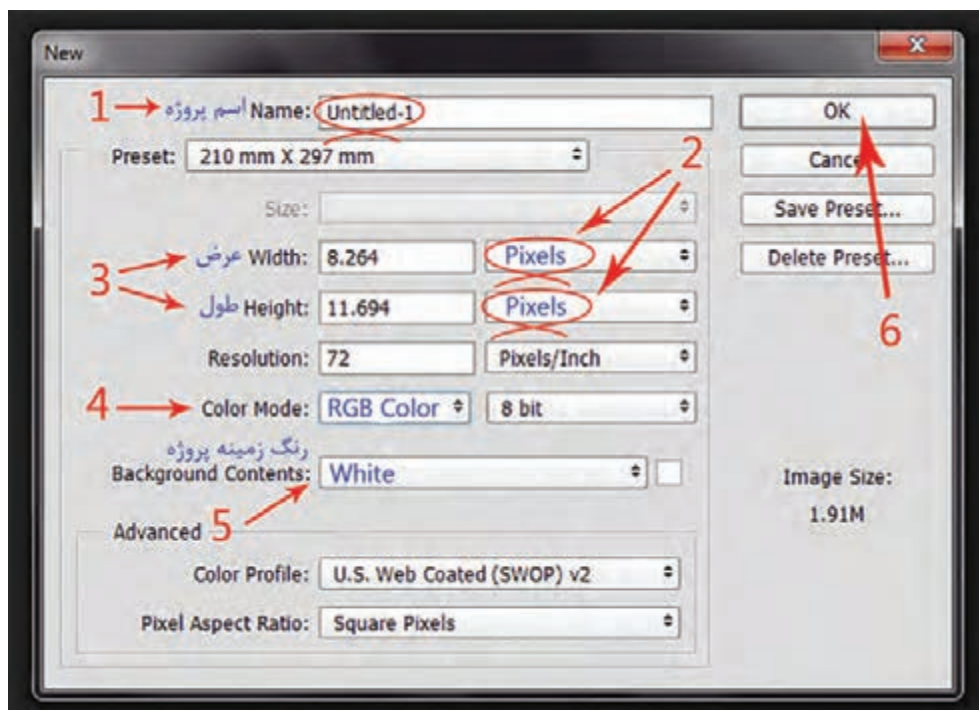 New
1 اسم پروژه Name: Untitled-1 OK
Preset: 210 mm X 297 mm 2 Cancel
Size: Save Preset...
3 عرض Width: 8.264 Pixels Delete Preset...
طول Height: 11.694 Pixels 6
Resolution: 72 Pixels/Inch
4 Color Mode: RGB Color 8 bit
رنگ زمینه پروژه
Background Contents: White Image Size:
5 1.91M
Advanced
Color Profile: U.S. Web Coated (SWOP) v2
Pixel Aspect Ratio: Square Pixels